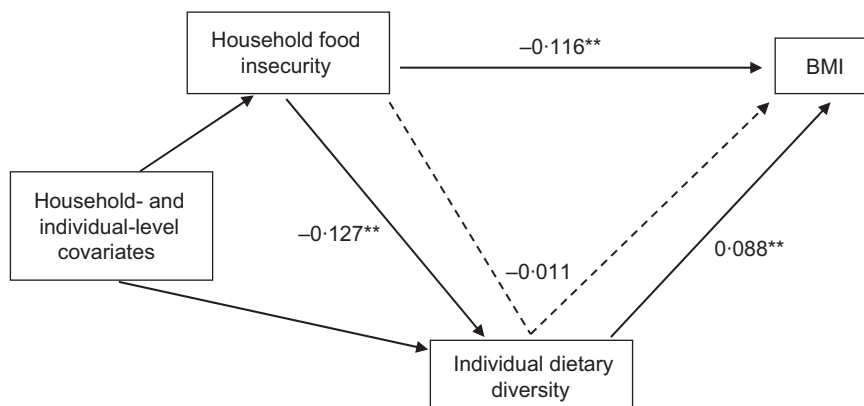 Household food
insecurity
–0·116**
BMI
Household- and
individual-level
covariates
–0·127**
–0·011
0·088**
Individual dietary
diversity